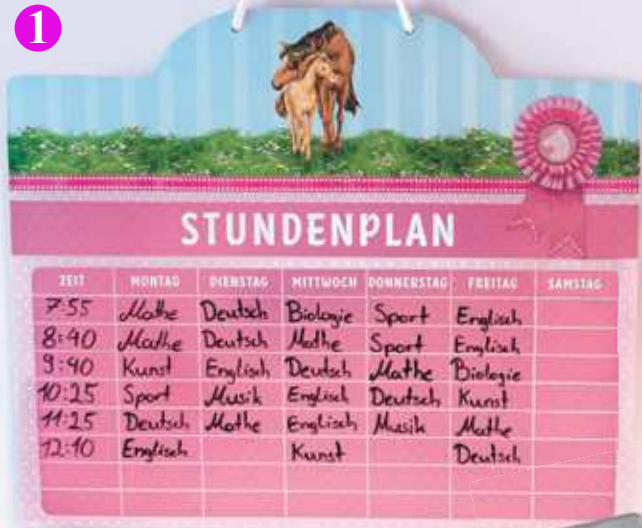 1
STUNDENPLAN
ZEIT MONTAG DIENSTAG MITTWOCH DONNERSTAG FREITAG SAMSTAG
7:55 Mathe Deutsch Biologie Sport Englisch
8:40 Mathe Deutsch Mathe Sport Englisch
9:40 Kunst Englisch Deutsch Mathe Biologie
10:25 Sport Musik Englisch Deutsch Kunst
11:25 Deutsch Mathe Englisch Musik Mathe
12:10 Englisch Kunst Deutsch